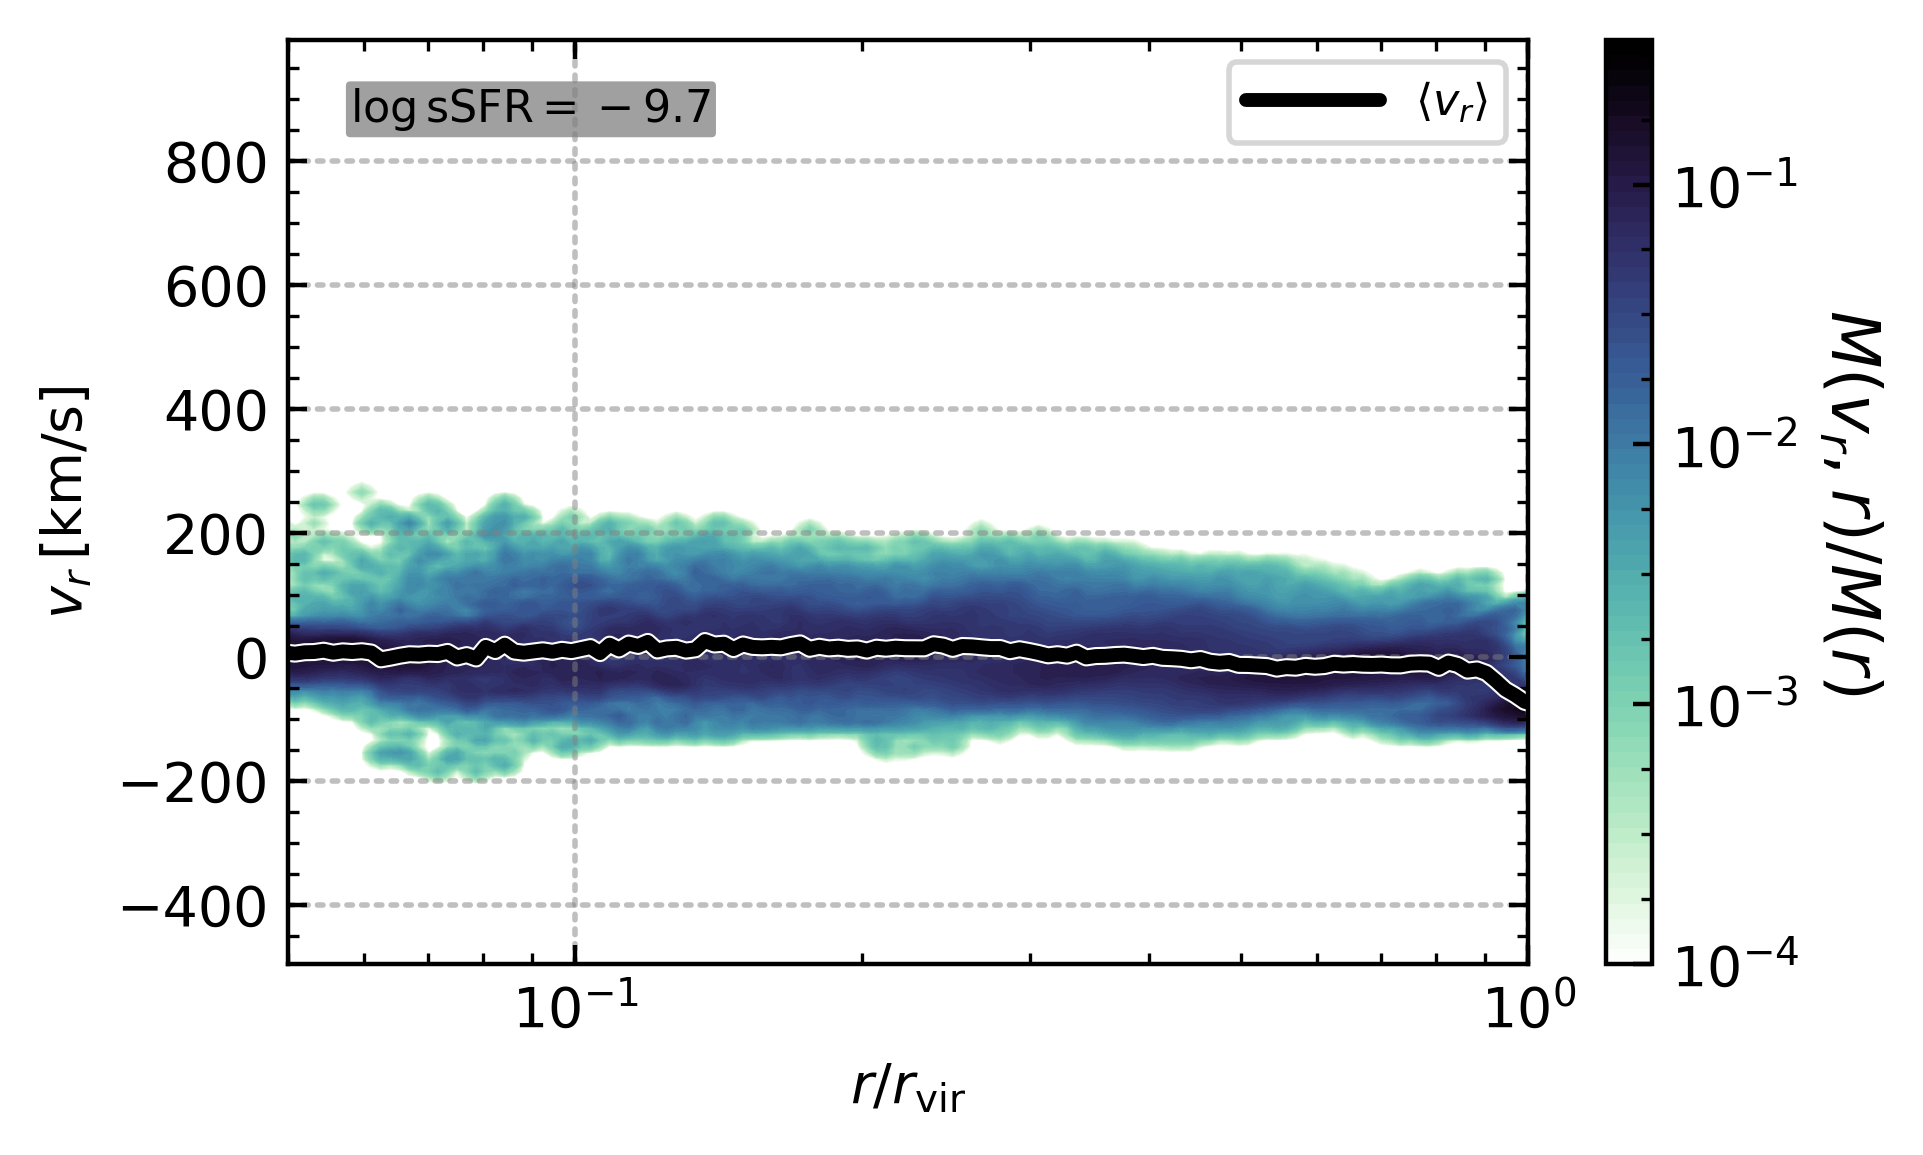 log sSFR = −9.7
⟨v_r⟩
800
600
400
200
0
−200
−400
v_r [km/s]
10^{-1}
10^{0}
r/r_vir
10^{-1}
10^{-2}
10^{-3}
10^{-4}
M(v_r, r)/M(r)